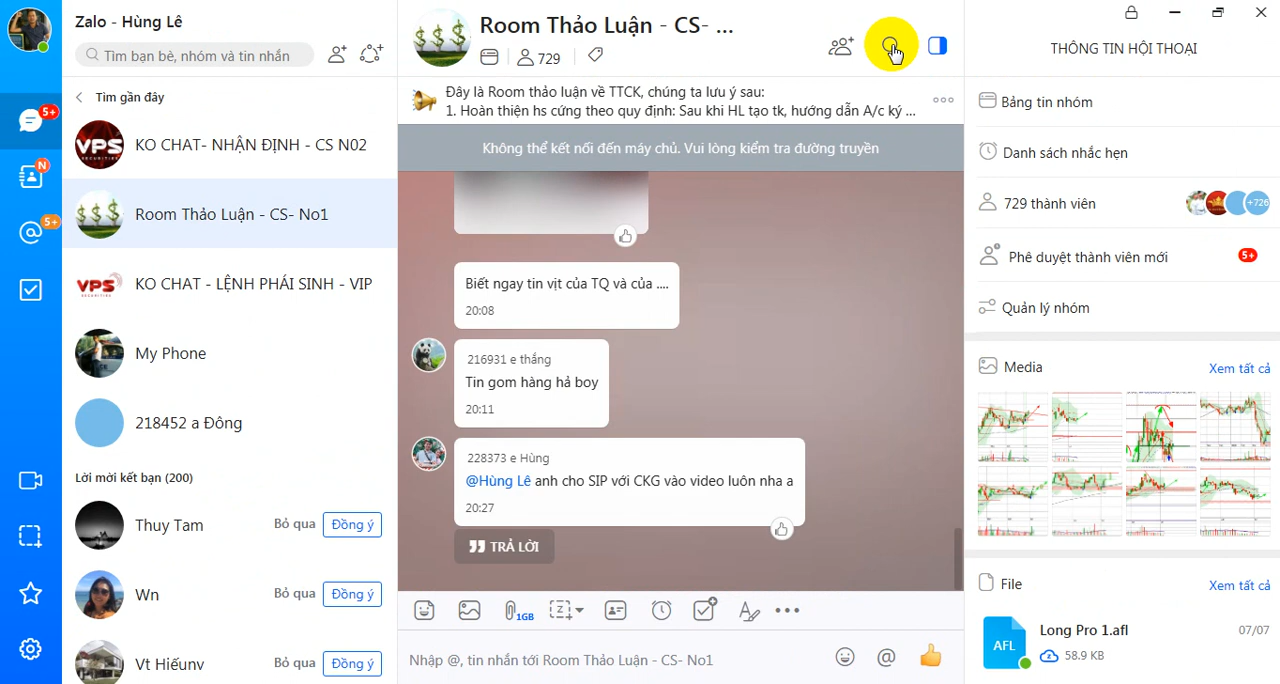 Zalo - Hùng Lê
Tìm bạn bè, nhóm và tin nhắn
Tìm gần đây
KO CHAT- NHẬN ĐỊNH - CS N02
Room Thảo Luận - CS- No1
KO CHAT - LỆNH PHÁI SINH - VIP
My Phone
218452 a Đông
Lời mời kết bạn (200)
Thuy Tam
Bỏ qua
Đồng ý
Wn
Bỏ qua
Đồng ý
Vt Hiếunv
Bỏ qua
Đồng ý
5+
N
5+
VPS
SECURITIES
VPS
SECURITIES
Room Thảo Luận - CS- ...
729
Đây là Room thảo luận về TTCK, chúng ta lưu ý sau:
1. Hoàn thiện hs cứng theo quy định: Sau khi HL tạo tk, hướng dẫn A/c ký ...
Không thể kết nối đến máy chủ. Vui lòng kiểm tra đường truyền
Biết ngay tin vịt của TQ và của ....
20:08
216931 e thắng
Tin gom hàng hả boy
20:11
228373 e Hùng
@Hùng Lê anh cho SIP với CKG vào video luôn nha a
20:27
TRẢ LỜI
1GB
Nhập @, tin nhắn tới Room Thảo Luận - CS- No1
THÔNG TIN HỘI THOẠI
Bảng tin nhóm
Danh sách nhắc hẹn
729 thành viên
+726
Phê duyệt thành viên mới
5+
Quản lý nhóm
Media
Xem tất cả
File
Xem tất cả
AFL
Long Pro 1.afl
07/07
58.9 KB